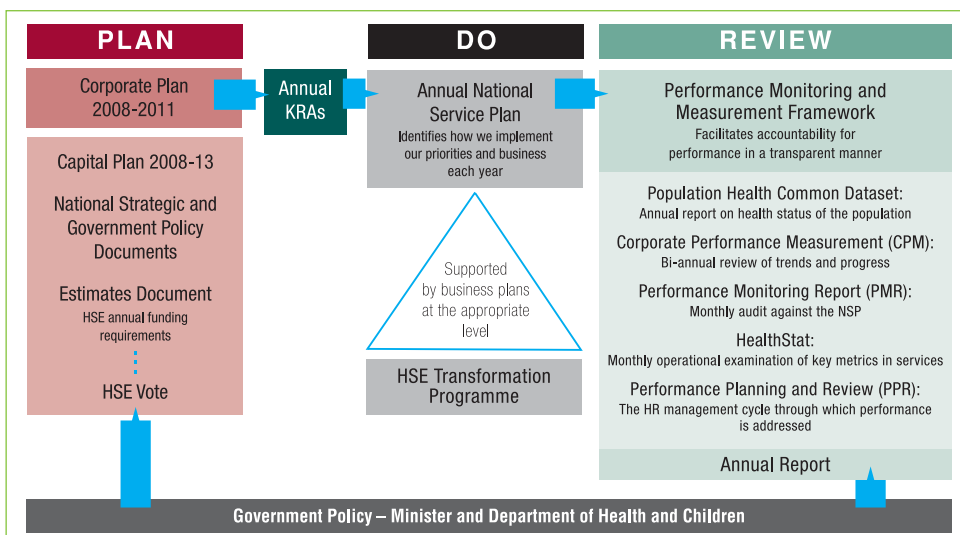 PLAN
Corporate Plan
2008-2011
Capital Plan 2008-13
National Strategic and
Government Policy
Documents
Estimates Document
HSE annual funding
requirements
HSE Vote
Annual
KRAs
DO
Annual National
Service Plan
Identifies how we implement
our priorities and business
each year
Supported
by business plans
at the appropriate
level
HSE Transformation
Programme
REVIEW
Performance Monitoring and
Measurement Framework
Facilitates accountability for
performance in a transparent manner
Population Health Common Dataset:
Annual report on health status of the population
Corporate Performance Measurement (CPM):
Bi-annual review of trends and progress
Performance Monitoring Report (PMR):
Monthly audit against the NSP
HealthStat:
Monthly operational examination of key metrics in services
Performance Planning and Review (PPR):
The HR management cycle through which performance
is addressed
Annual Report
Government Policy – Minister and Department of Health and Children